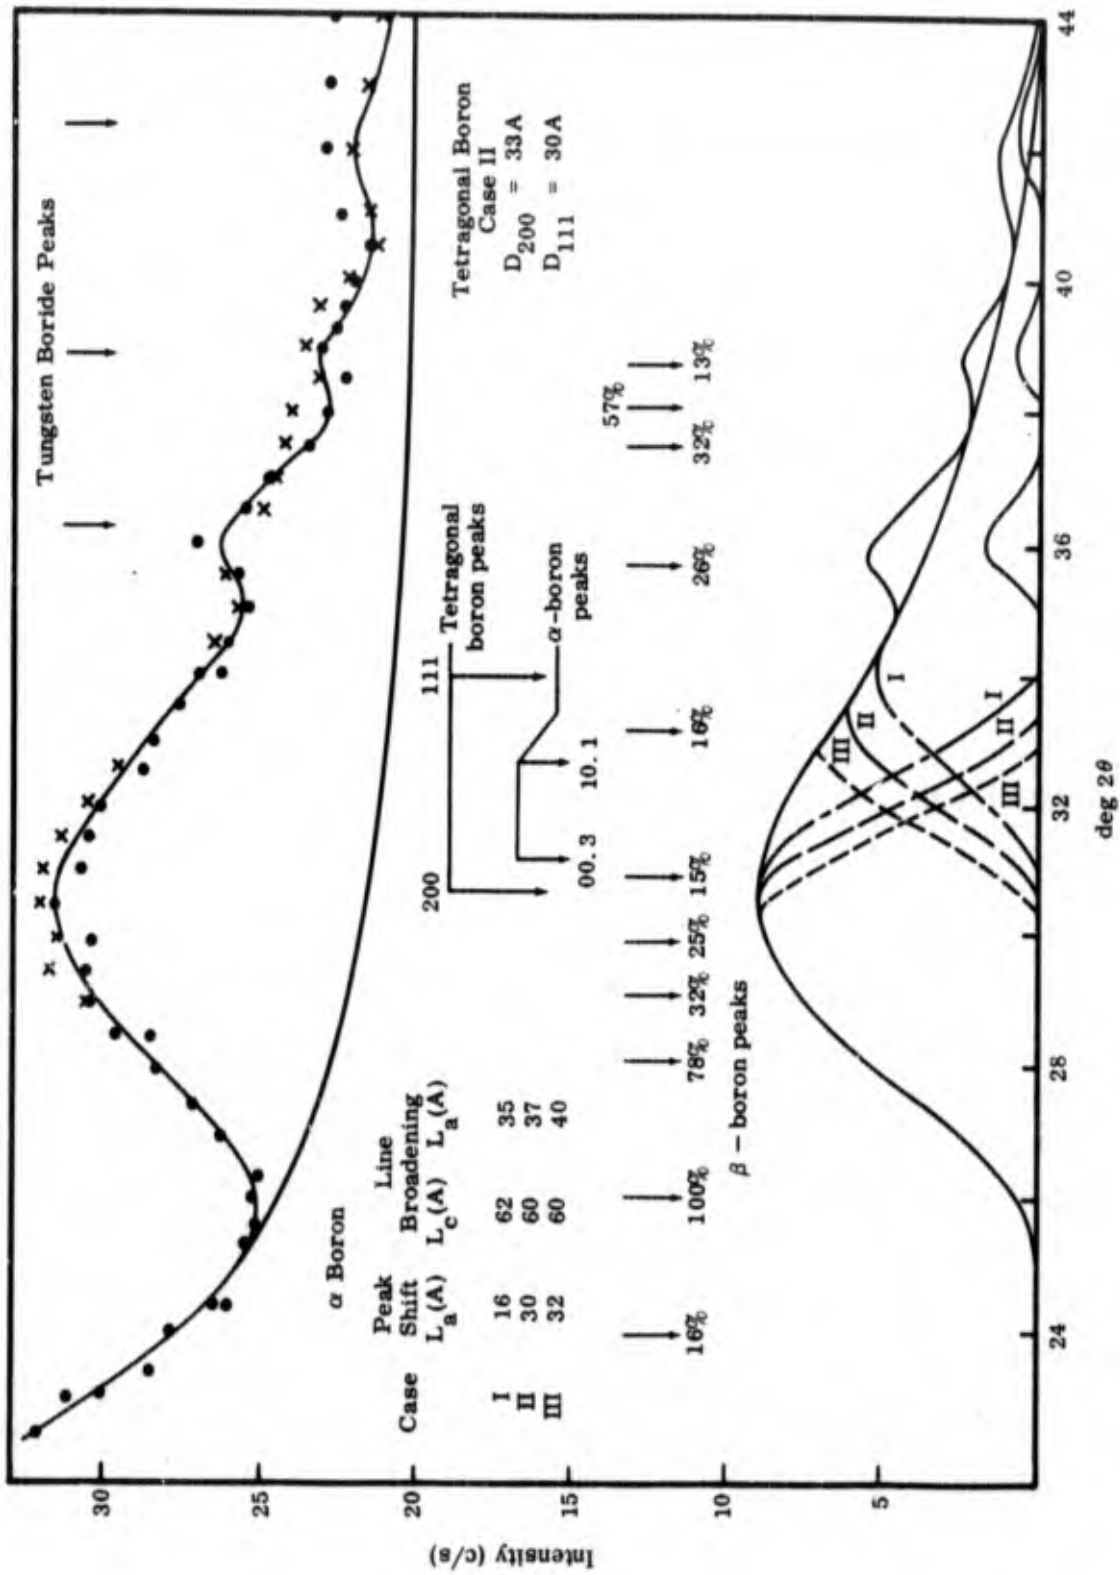 Tungsten Boride Peaks
30
25
20
15
5
Intensity (c/s)
α Boron
Case
Peak Shift La(A)
Line Broadening
Lc(A) La(A)
I 16 62 35
II 30 60 37
III 32 60 40
200
111
Tetragonal
boron peaks
00.3
10.1
α-boron
peaks
Tetragonal Boron
Case II
D200 = 33A
D111 = 30A
16%
100%
78%
32%
25%
15%
16%
26%
32%
57%
13%
β – boron peaks
III
II
I
I
II
III
24
28
32
36
40
44
deg 2θ